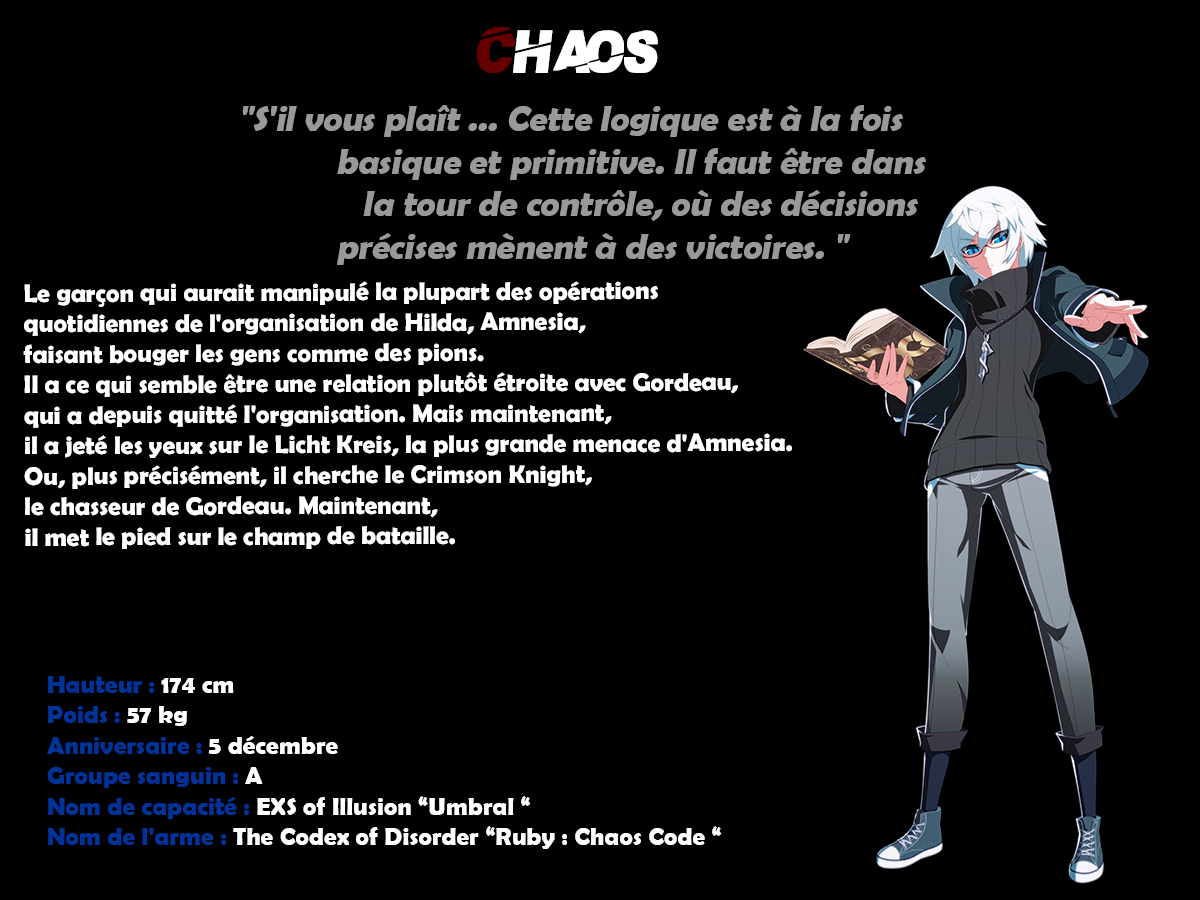 CHAOS
"S'il vous plaît ... Cette logique est à la fois
basique et primitive. Il faut être dans
la tour de contrôle, où des décisions
précises mènent à des victoires. "
Le garçon qui aurait manipulé la plupart des opérations
quotidiennes de l'organisation de Hilda, Amnesia,
faisant bouger les gens comme des pions.
Il a ce qui semble être une relation plutôt étroite avec Gordeau,
qui a depuis quitté l'organisation. Mais maintenant,
il a jeté les yeux sur le Licht Kreis, la plus grande menace d'Amnesia.
Ou, plus précisément, il cherche le Crimson Knight,
le chasseur de Gordeau. Maintenant,
il met le pied sur le champ de bataille.
Hauteur : 174 cm
Poids : 57 kg
Anniversaire : 5 décembre
Groupe sanguin : A
Nom de capacité : EXS of Illusion “Umbral “
Nom de l'arme : The Codex of Disorder “Ruby : Chaos Code “